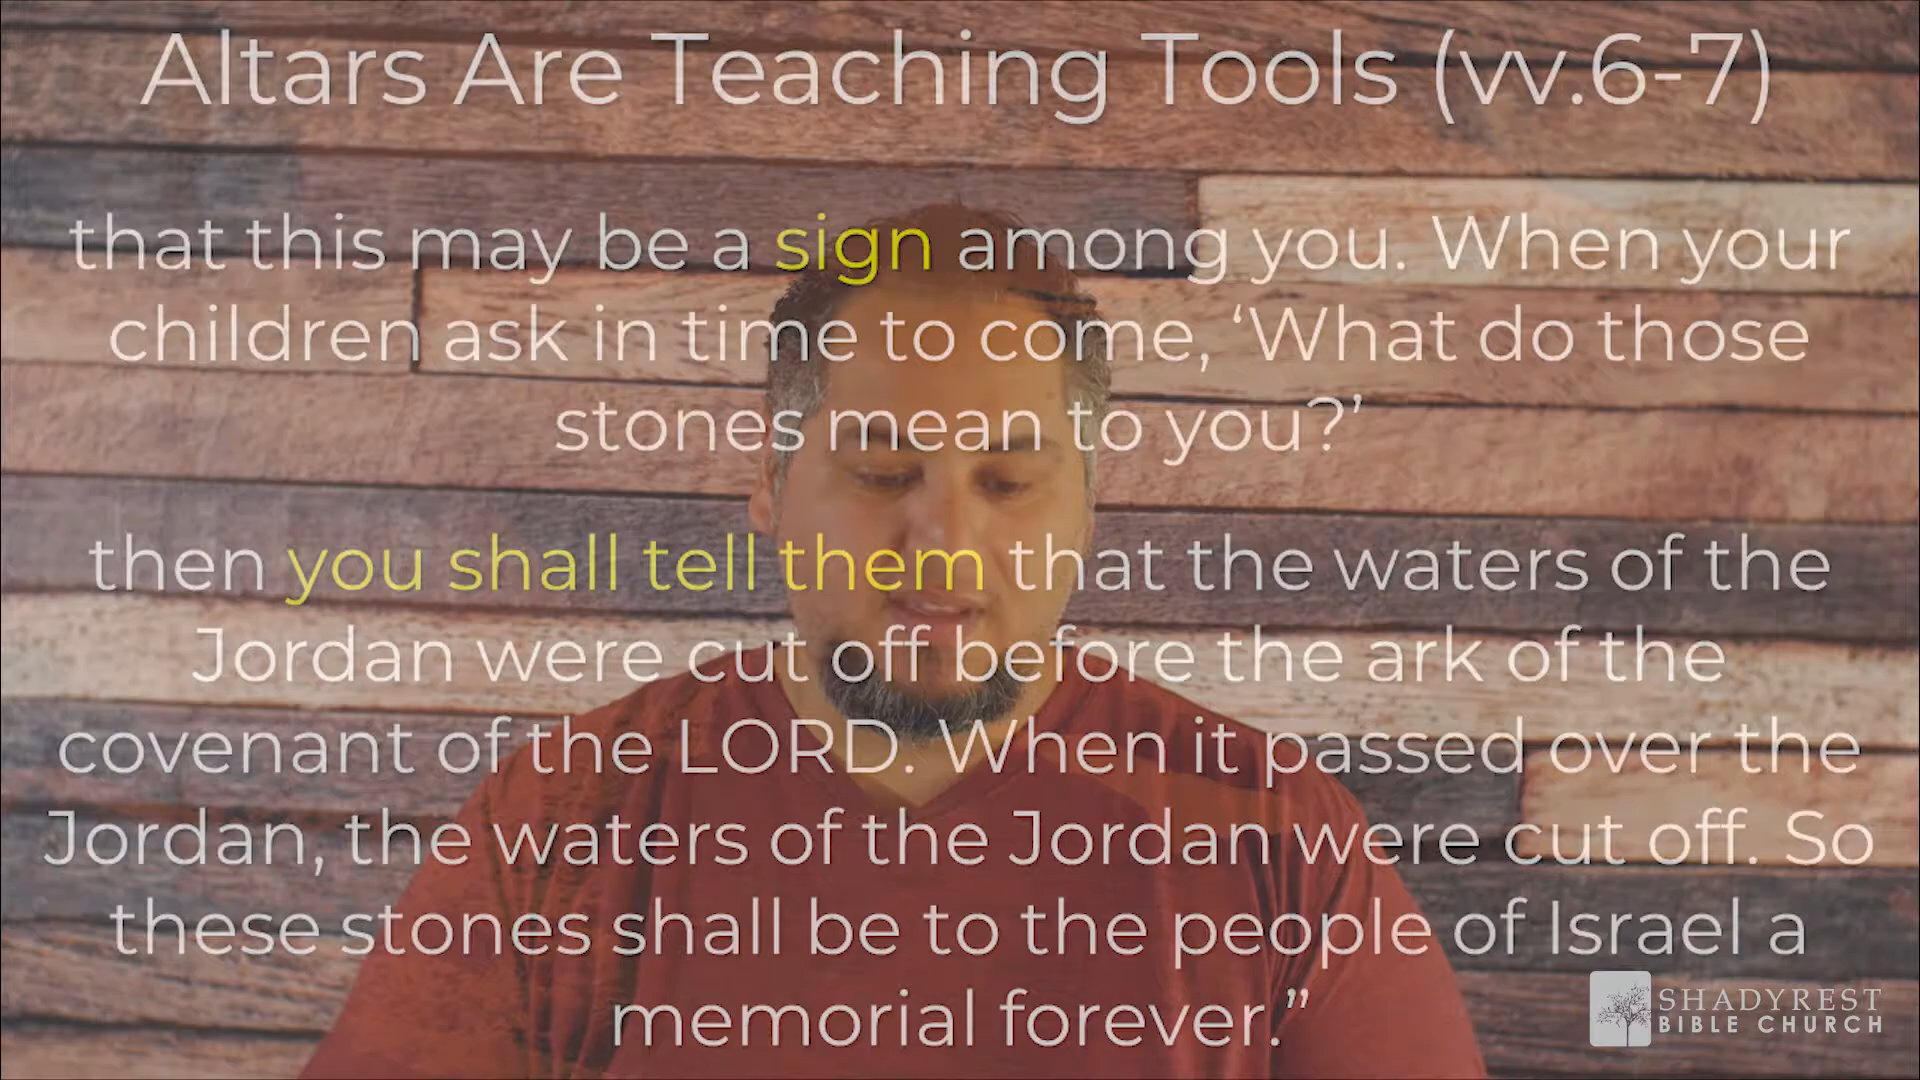 Altars Are Teaching Tools (vv.6-7)
that this may be a sign among you. When your
children ask in time to come, ‘What do those
stones mean to you?’
then you shall tell them that the waters of the
Jordan were cut off before the ark of the
covenant of the LORD. When it passed over the
Jordan, the waters of the Jordan were cut off. So
these stones shall be to the people of Israel a
memorial forever.”
SHADYREST
BIBLE CHURCH